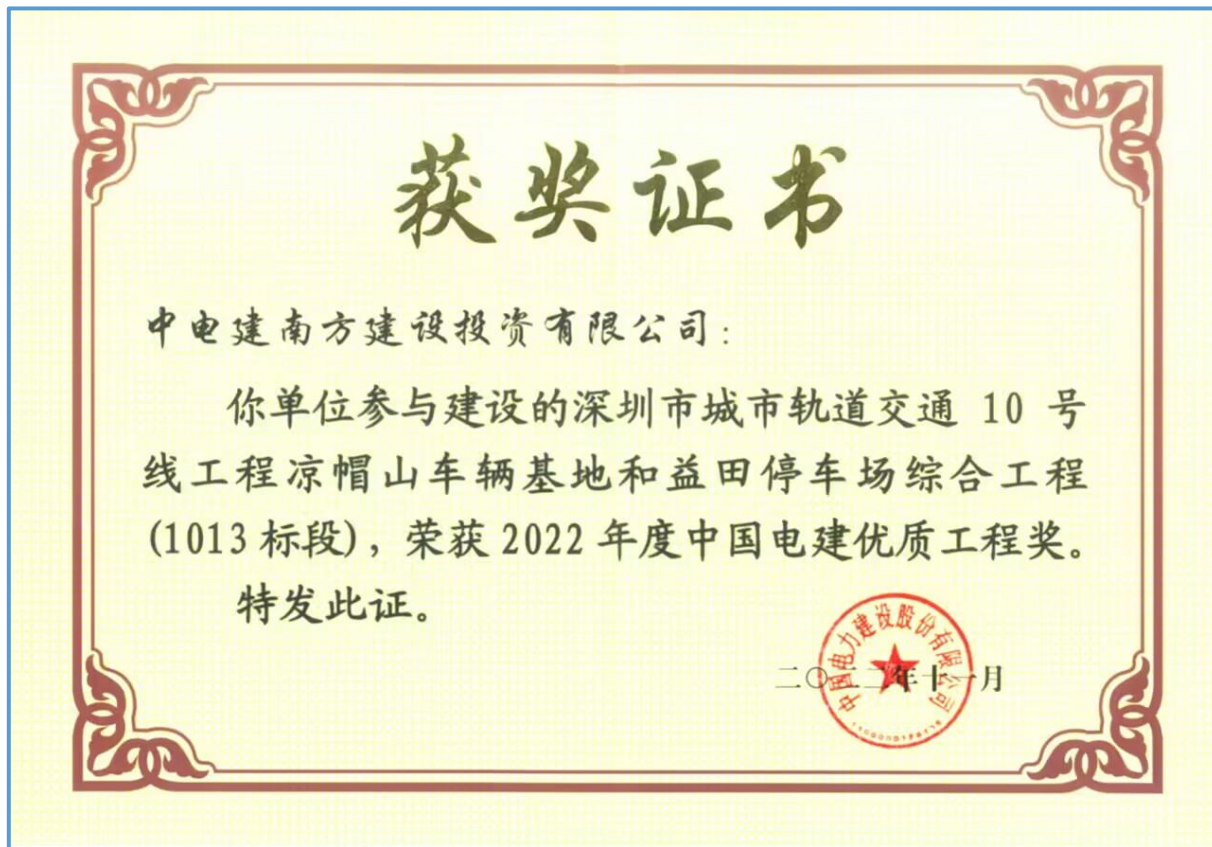 获奖证书
中电建南方建设投资有限公司：
你单位参与建设的深圳市城市轨道交通 10 号
线工程凉帽山车辆基地和益田停车场综合工程
(1013 标段)，荣获 2022 年度中国电建优质工程奖。
特发此证。
中国电力建设股份有限公司
二〇二二年十一月